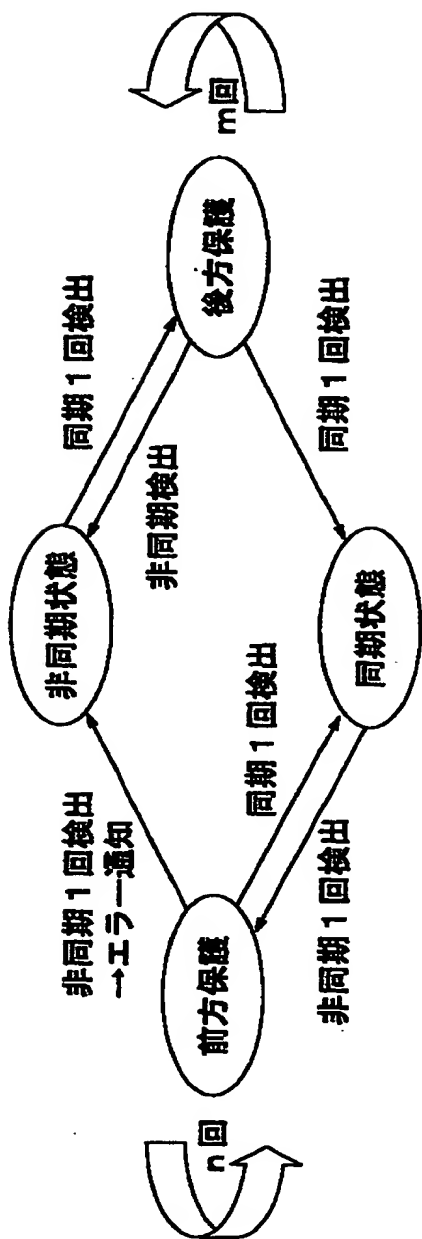 非同期状態
非同期1回検出
→エラー通知
同期1回検出
非同期検出
n回
前方保護
後方保護
m回
同期1回検出
非同期1回検出
同期1回検出
同期状態